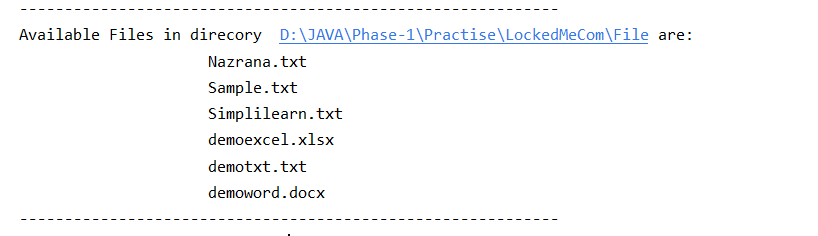 ------------------------------------------------------------
Available Files in direcory  D:\JAVA\Phase-1\Practise\LockedMeCom\File are:
Nazrana.txt
Sample.txt
Simplilearn.txt
demoexcel.xlsx
demotxt.txt
demoword.docx
------------------------------------------------------------
.